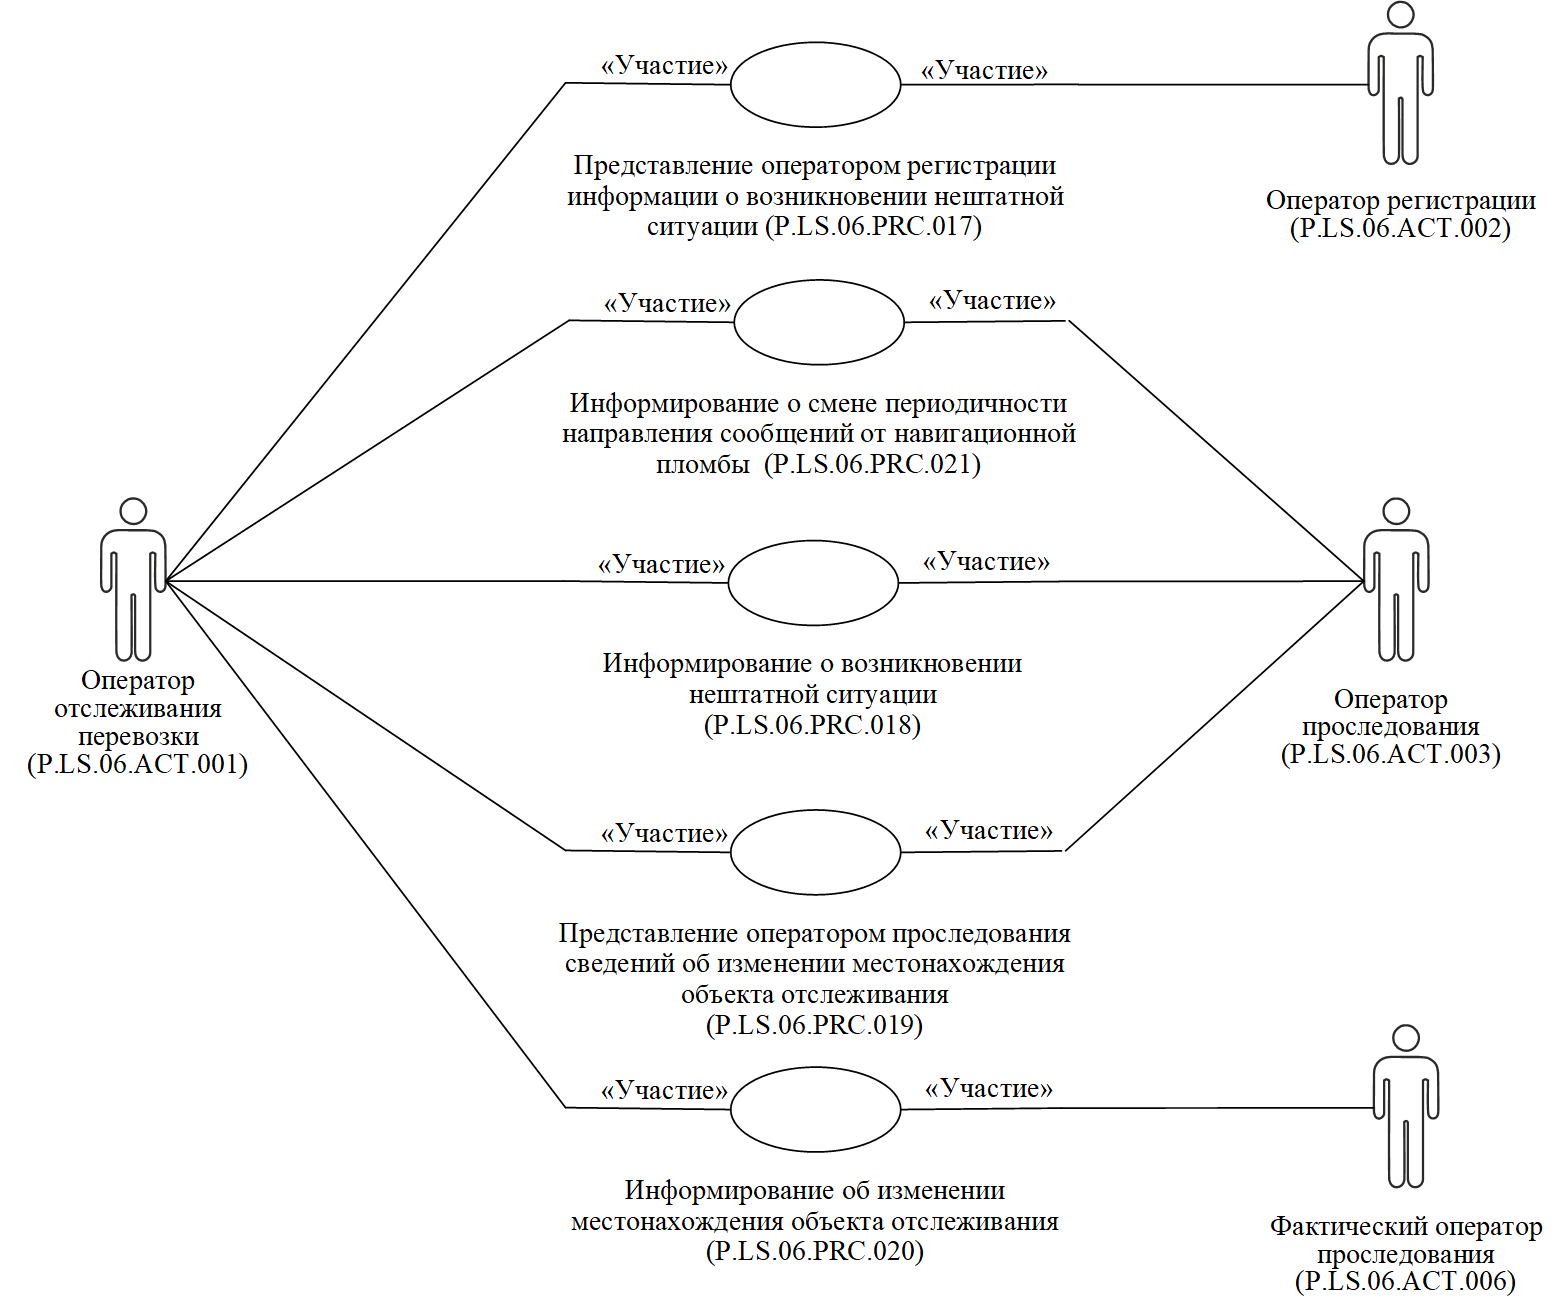 «Участие»
«Участие»
Представление оператором регистрации
информации о возникновении нештатной
ситуации (P.LS.06.PRC.017)
Оператор регистрации
(P.LS.06.ACT.002)
«Участие»
«Участие»
Информирование о смене периодичности
направления сообщений от навигационной
пломбы (P.LS.06.PRC.021)
«Участие»
«Участие»
Информирование о возникновении
нештатной ситуации
(P.LS.06.PRC.018)
Оператор
отслеживания
перевозки
(P.LS.06.ACT.001)
Оператор
проследования
(P.LS.06.ACT.003)
«Участие»
«Участие»
Представление оператором проследования
сведений об изменении местонахождения
объекта отслеживания
(P.LS.06.PRC.019)
«Участие»
«Участие»
Информирование об изменении
местонахождения объекта отслеживания
(P.LS.06.PRC.020)
Фактический оператор
проследования
(P.LS.06.ACT.006)